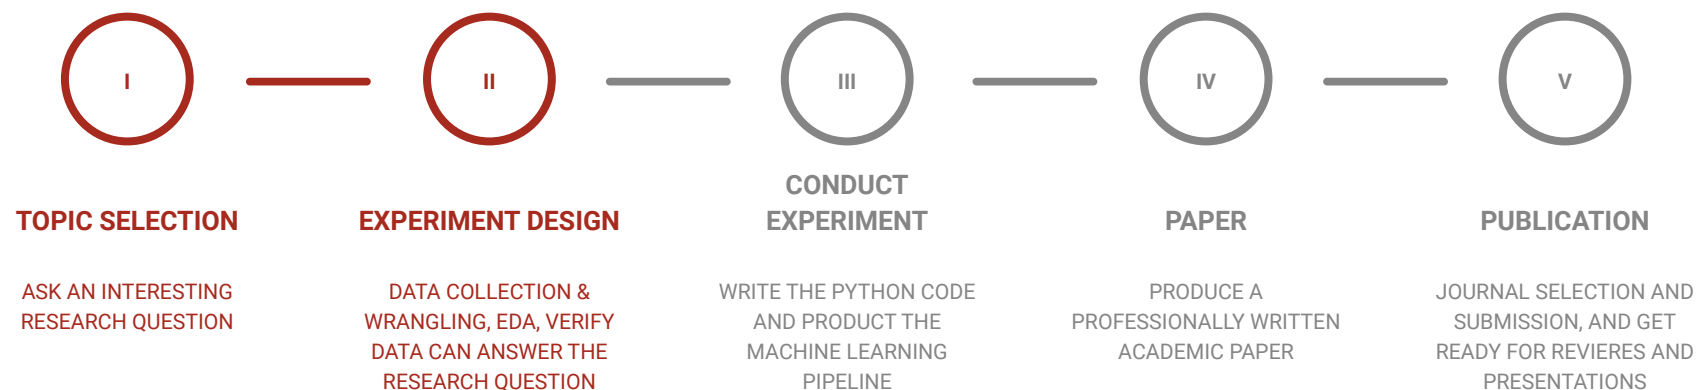 I
II
III
IV
V
TOPIC SELECTION
ASK AN INTERESTING
RESEARCH QUESTION
EXPERIMENT DESIGN
DATA COLLECTION &
WRANGLING, EDA, VERIFY
DATA CAN ANSWER THE
RESEARCH QUESTION
CONDUCT
EXPERIMENT
WRITE THE PYTHON CODE
AND PRODUCT THE
MACHINE LEARNING
PIPELINE
PAPER
PRODUCE A
PROFESSIONALLY WRITTEN
ACADEMIC PAPER
PUBLICATION
JOURNAL SELECTION AND
SUBMISSION, AND GET
READY FOR REVIERES AND
PRESENTATIONS